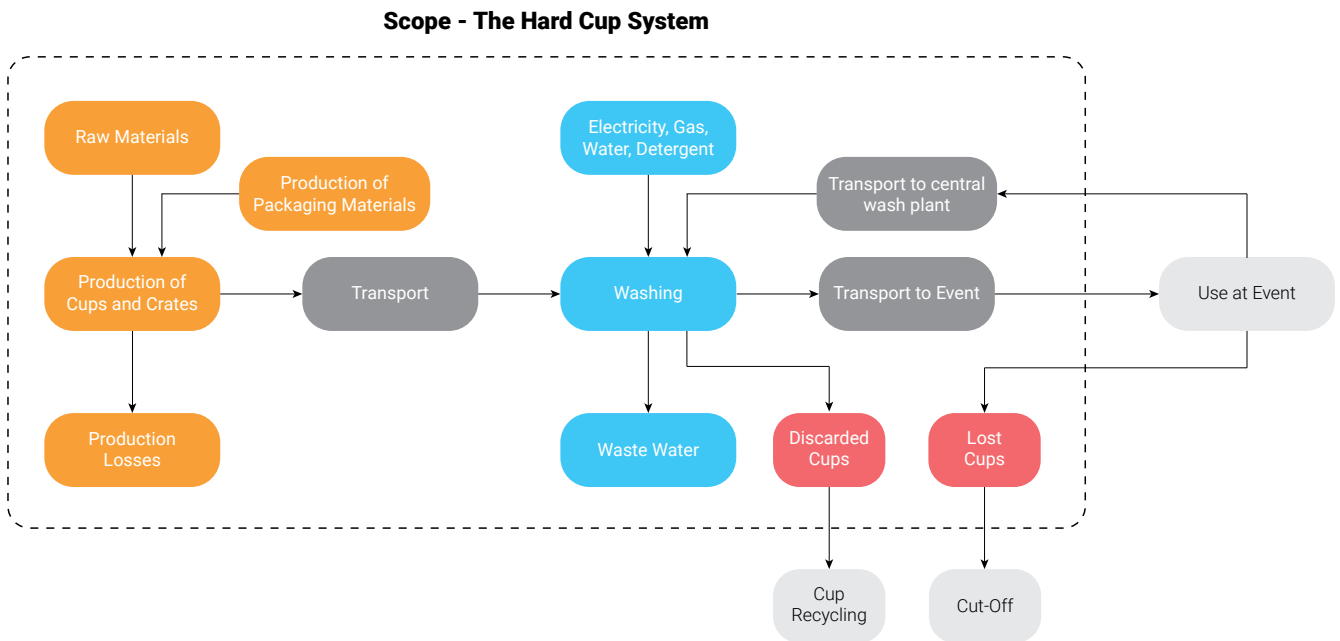 Scope - The Hard Cup System
Raw Materials
Electricity, Gas,
Water, Detergent
Production of
Packaging Materials
Transport to central
wash plant
Production of
Cups and Crates
Transport
Washing
Transport to Event
Use at Event
Production
Losses
Waste Water
Discarded
Cups
Lost
Cups
Cup
Recycling
Cut-Off